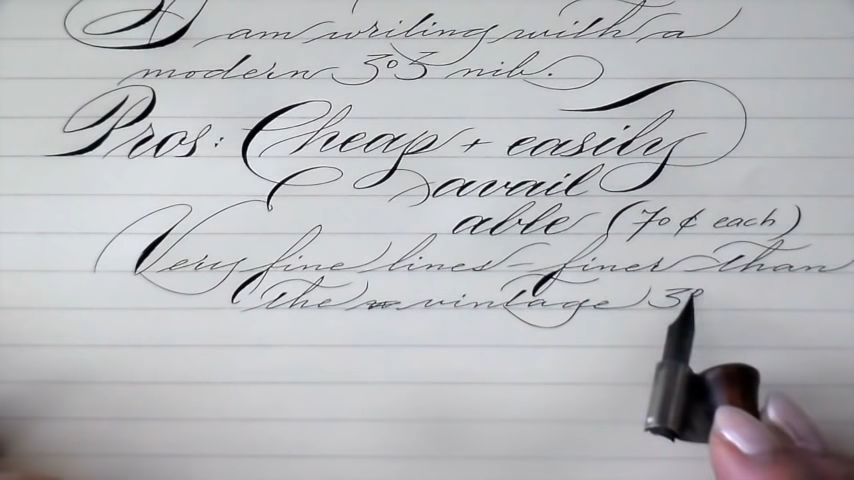 I am writing with a
modern 303 nib.
Pros: Cheap + easily
avail
able (70¢ each)
Very fine lines – finer than
the vintage 30